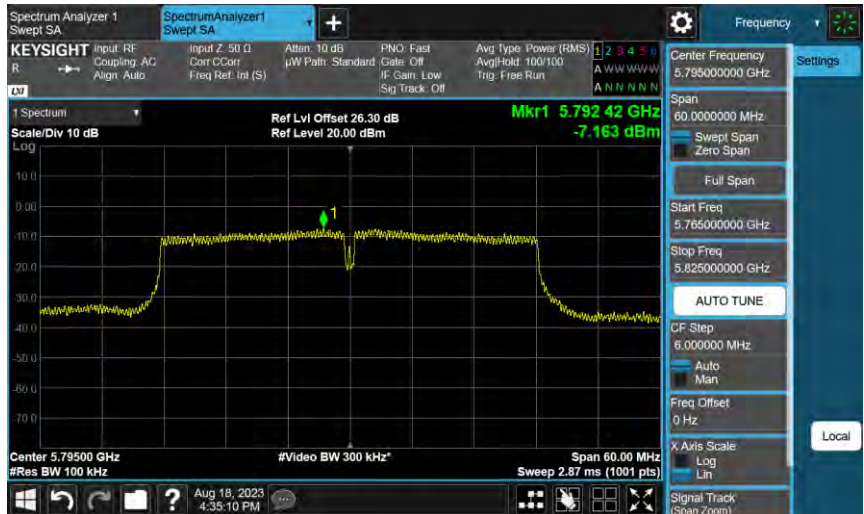 Spectrum Analyzer 1
Swept SA
SpectrumAnalyzer1
Swept SA
Frequency
KEYSIGHT
R
LXI
Input: RF
Coupling: AC
Align: Auto
Input Z: 50 Ω
Corr CCorr
Freq Ref: Int (S)
Atten: 10 dB
µW Path: Standard
PNO: Fast
Gate: Off
IF Gain: Low
Sig Track: Off
Avg Type: Power (RMS)
Avg|Hold: 100/100
Trig: Free Run
1 2 3 4 5 6
A W W W W W
A N N N N N
1 Spectrum
Scale/Div 10 dB
Ref Lvl Offset 26.30 dB
Ref Level 20.00 dBm
Mkr1 5.792 42 GHz
-7.163 dBm
Log
10.0
0.00
-10.0
-20.0
-30.0
-40.0
-50.0
-60.0
-70.0
1
Center 5.79500 GHz
#Res BW 100 kHz
#Video BW 300 kHz*
Span 60.00 MHz
Sweep 2.87 ms (1001 pts)
Aug 18, 2023
4:35:10 PM
Center Frequency
5.795000000 GHz
Span
60.0000000 MHz
Swept Span
Zero Span
Full Span
Start Freq
5.765000000 GHz
Stop Freq
5.825000000 GHz
AUTO TUNE
CF Step
6.000000 MHz
Auto
Man
Freq Offset
0 Hz
X Axis Scale
Log
Lin
Signal Track
(Span Zoom)
Settings
Local